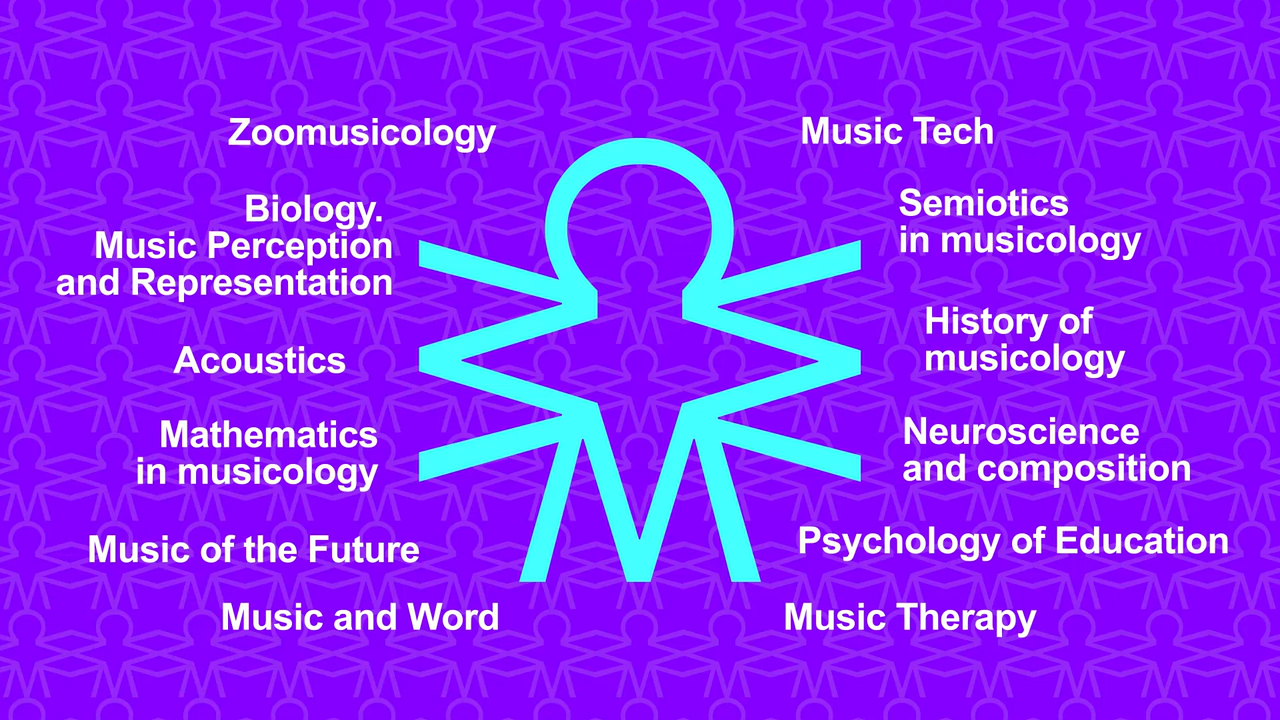 Zoomusicology
Biology.
Music Perception
and Representation
Acoustics
Mathematics
in musicology
Music of the Future
Music and Word
Music Tech
Semiotics
in musicology
History of
musicology
Neuroscience
and composition
Psychology of Education
Music Therapy